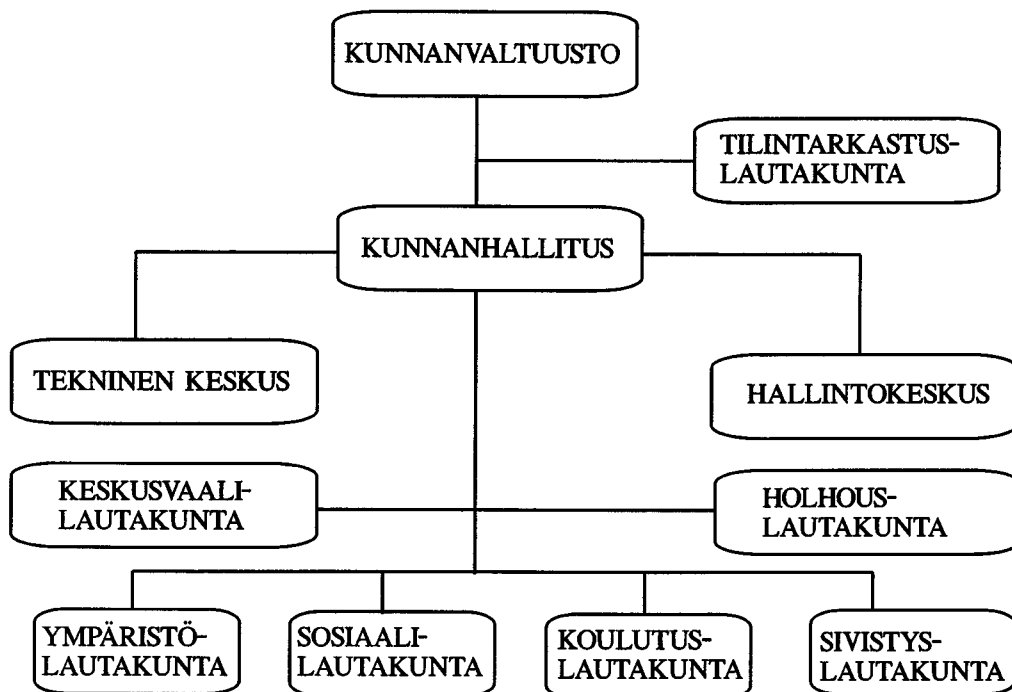 KUNNANVALTUUSTO
TILINTARKASTUS-
LAUTAKUNTA
KUNNANHALLITUS
TEKNINEN KESKUS
HALLINTOKESKUS
KESKUSVAALI-
LAUTAKUNTA
HOLHOUS-
LAUTAKUNTA
YMPÄRISTÖ-
LAUTAKUNTA
SOSIAALI-
LAUTAKUNTA
KOULUTUS-
LAUTAKUNTA
SIVISTYS-
LAUTAKUNTA